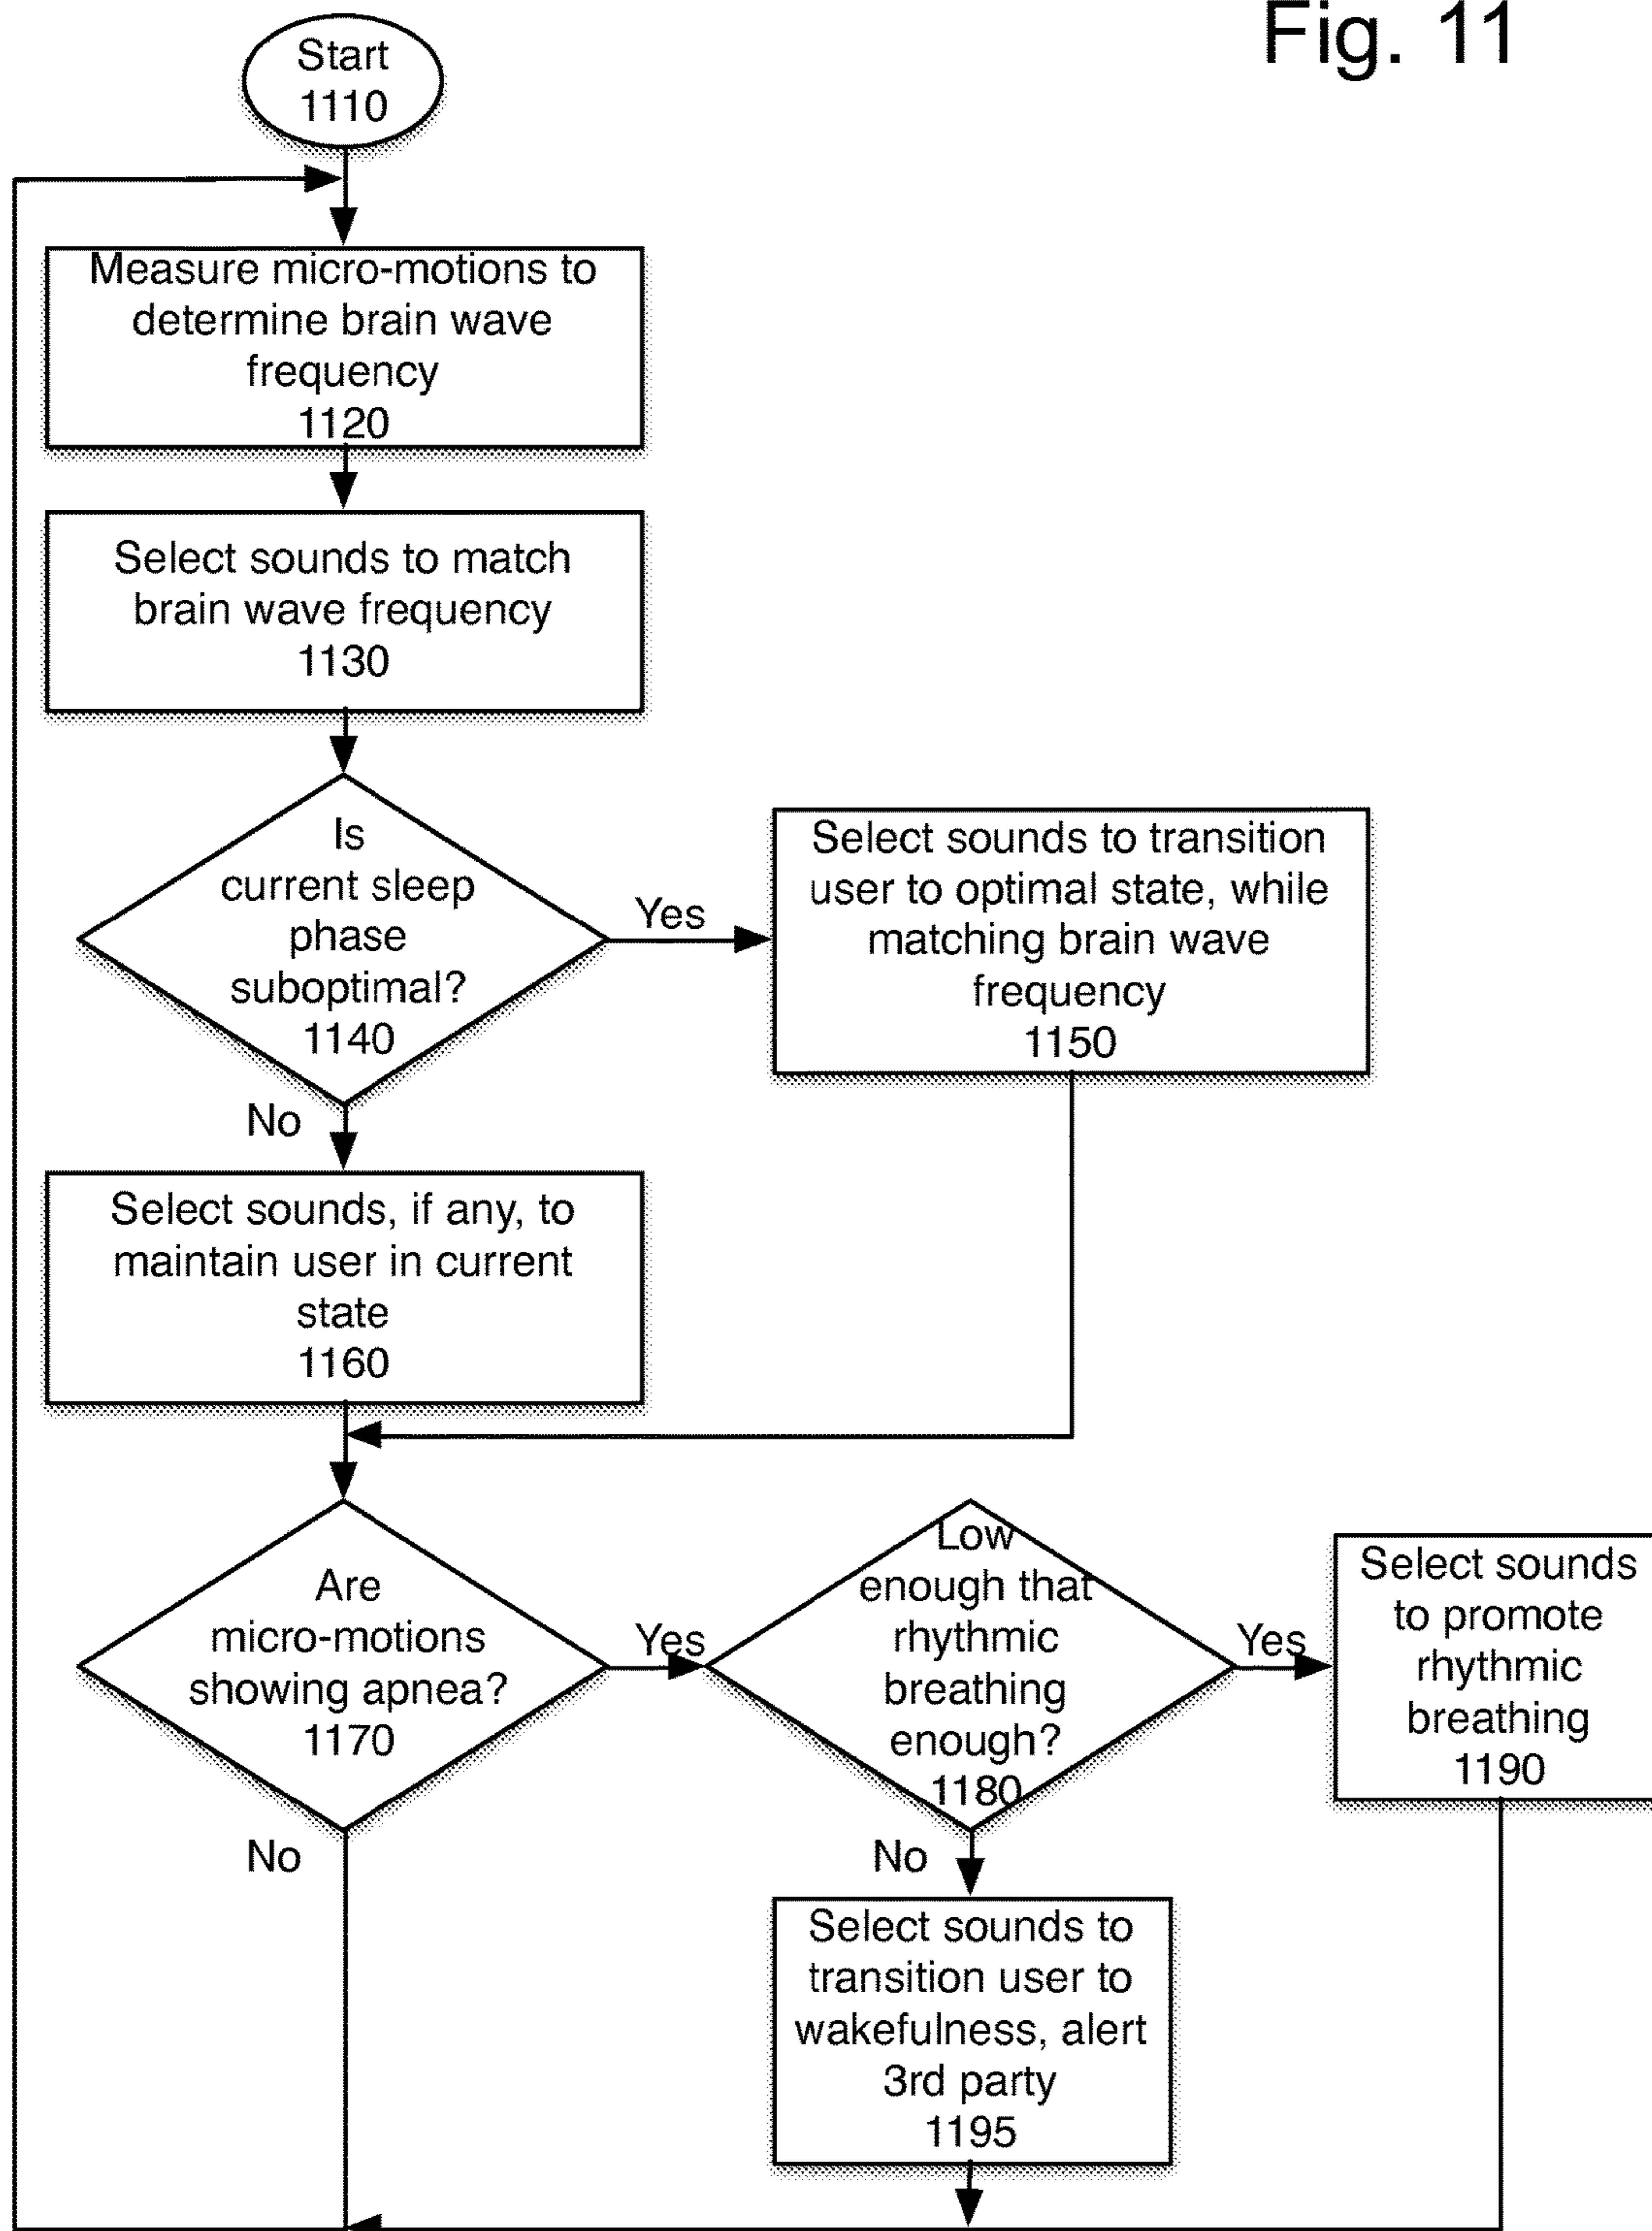 Fig. 11
Start
1110
Measure micro-motions to
determine brain wave
frequency
1120
Select sounds to match
brain wave frequency
1130
Is
current sleep
phase
suboptimal?
1140
Yes
Select sounds to transition
user to optimal state, while
matching brain wave
frequency
1150
No
Select sounds, if any, to
maintain user in current
state
1160
Are
micro-motions
showing apnea?
1170
Yes
Low
enough that
rhythmic
breathing
enough?
1180
Yes
Select sounds
to promote
rhythmic
breathing
1190
No
No
Select sounds to
transition user to
wakefulness, alert
3rd party
1195